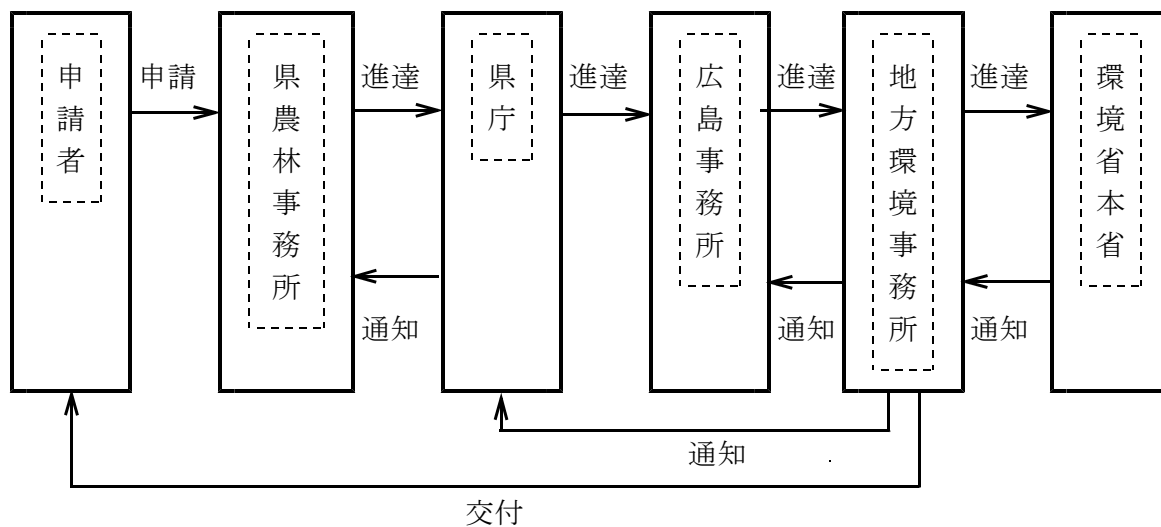 申請者
申請
県農林事務所
進達
県庁
進達
広島事務所
進達
地方環境事務所
進達
環境省本省
通知
通知
通知
通知
交付